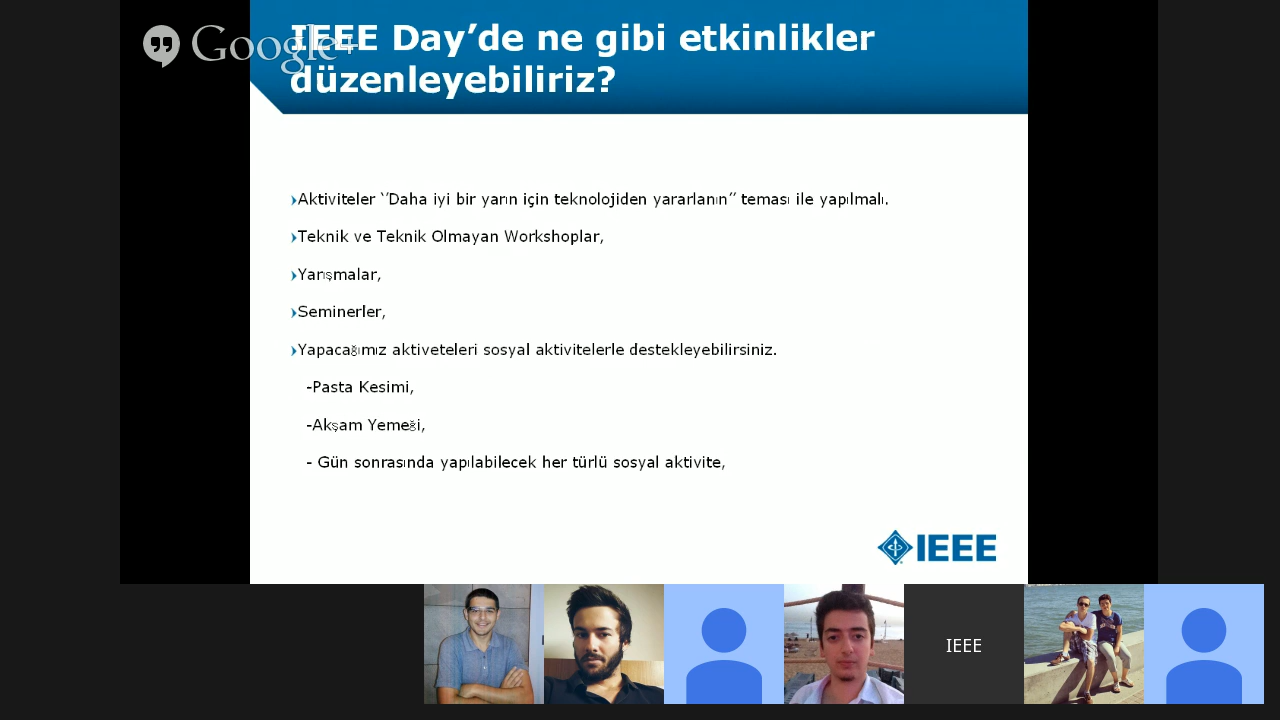 Google+
IEEE Day’de ne gibi etkinlikler
düzenleyebiliriz?
Aktiviteler ‘’Daha iyi bir yarın için teknolojiden yararlanın’’ teması ile yapılmalı.
Teknik ve Teknik Olmayan Workshoplar,
Yarışmalar,
Seminerler,
Yapacağımız aktiveteleri sosyal aktivitelerle destekleyebilirsiniz.
-Pasta Kesimi,
-Akşam Yemeği,
- Gün sonrasında yapılabilecek her türlü sosyal aktivite,
IEEE
IEEE